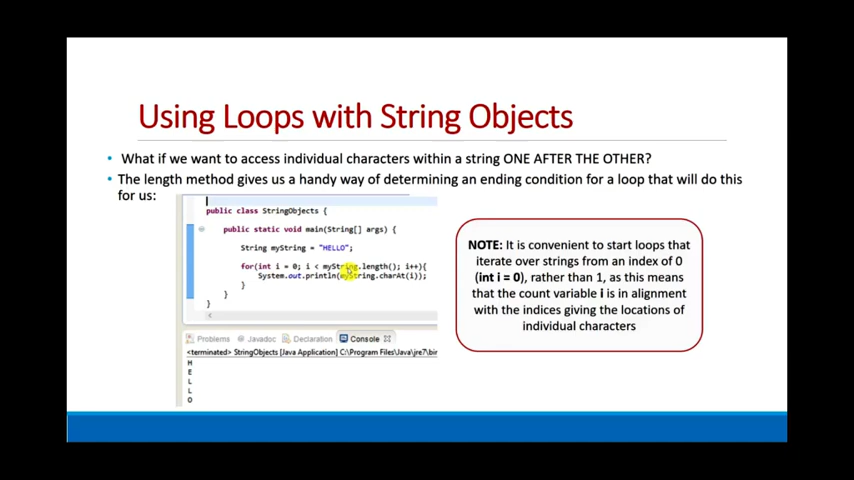 Using Loops with String Objects
• What if we want to access individual characters within a string ONE AFTER THE OTHER?
• The length method gives us a handy way of determining an ending condition for a loop that will do this
for us:
public class StringObjects {
public static void main(String[] args) {
String myString = "HELLO";
for(int i = 0; i < myString.length(); i++){
System.out.println(myString.charAt(i));
}
}
}
NOTE: It is convenient to start loops that
iterate over strings from an index of 0
(int i = 0), rather than 1, as this means
that the count variable i is in alignment
with the indices giving the locations of
individual characters
Problems @ Javadoc Declaration Console
<terminated> StringObjects [Java Application] C:\Program Files\Java\jre7\bin
H
E
L
L
O